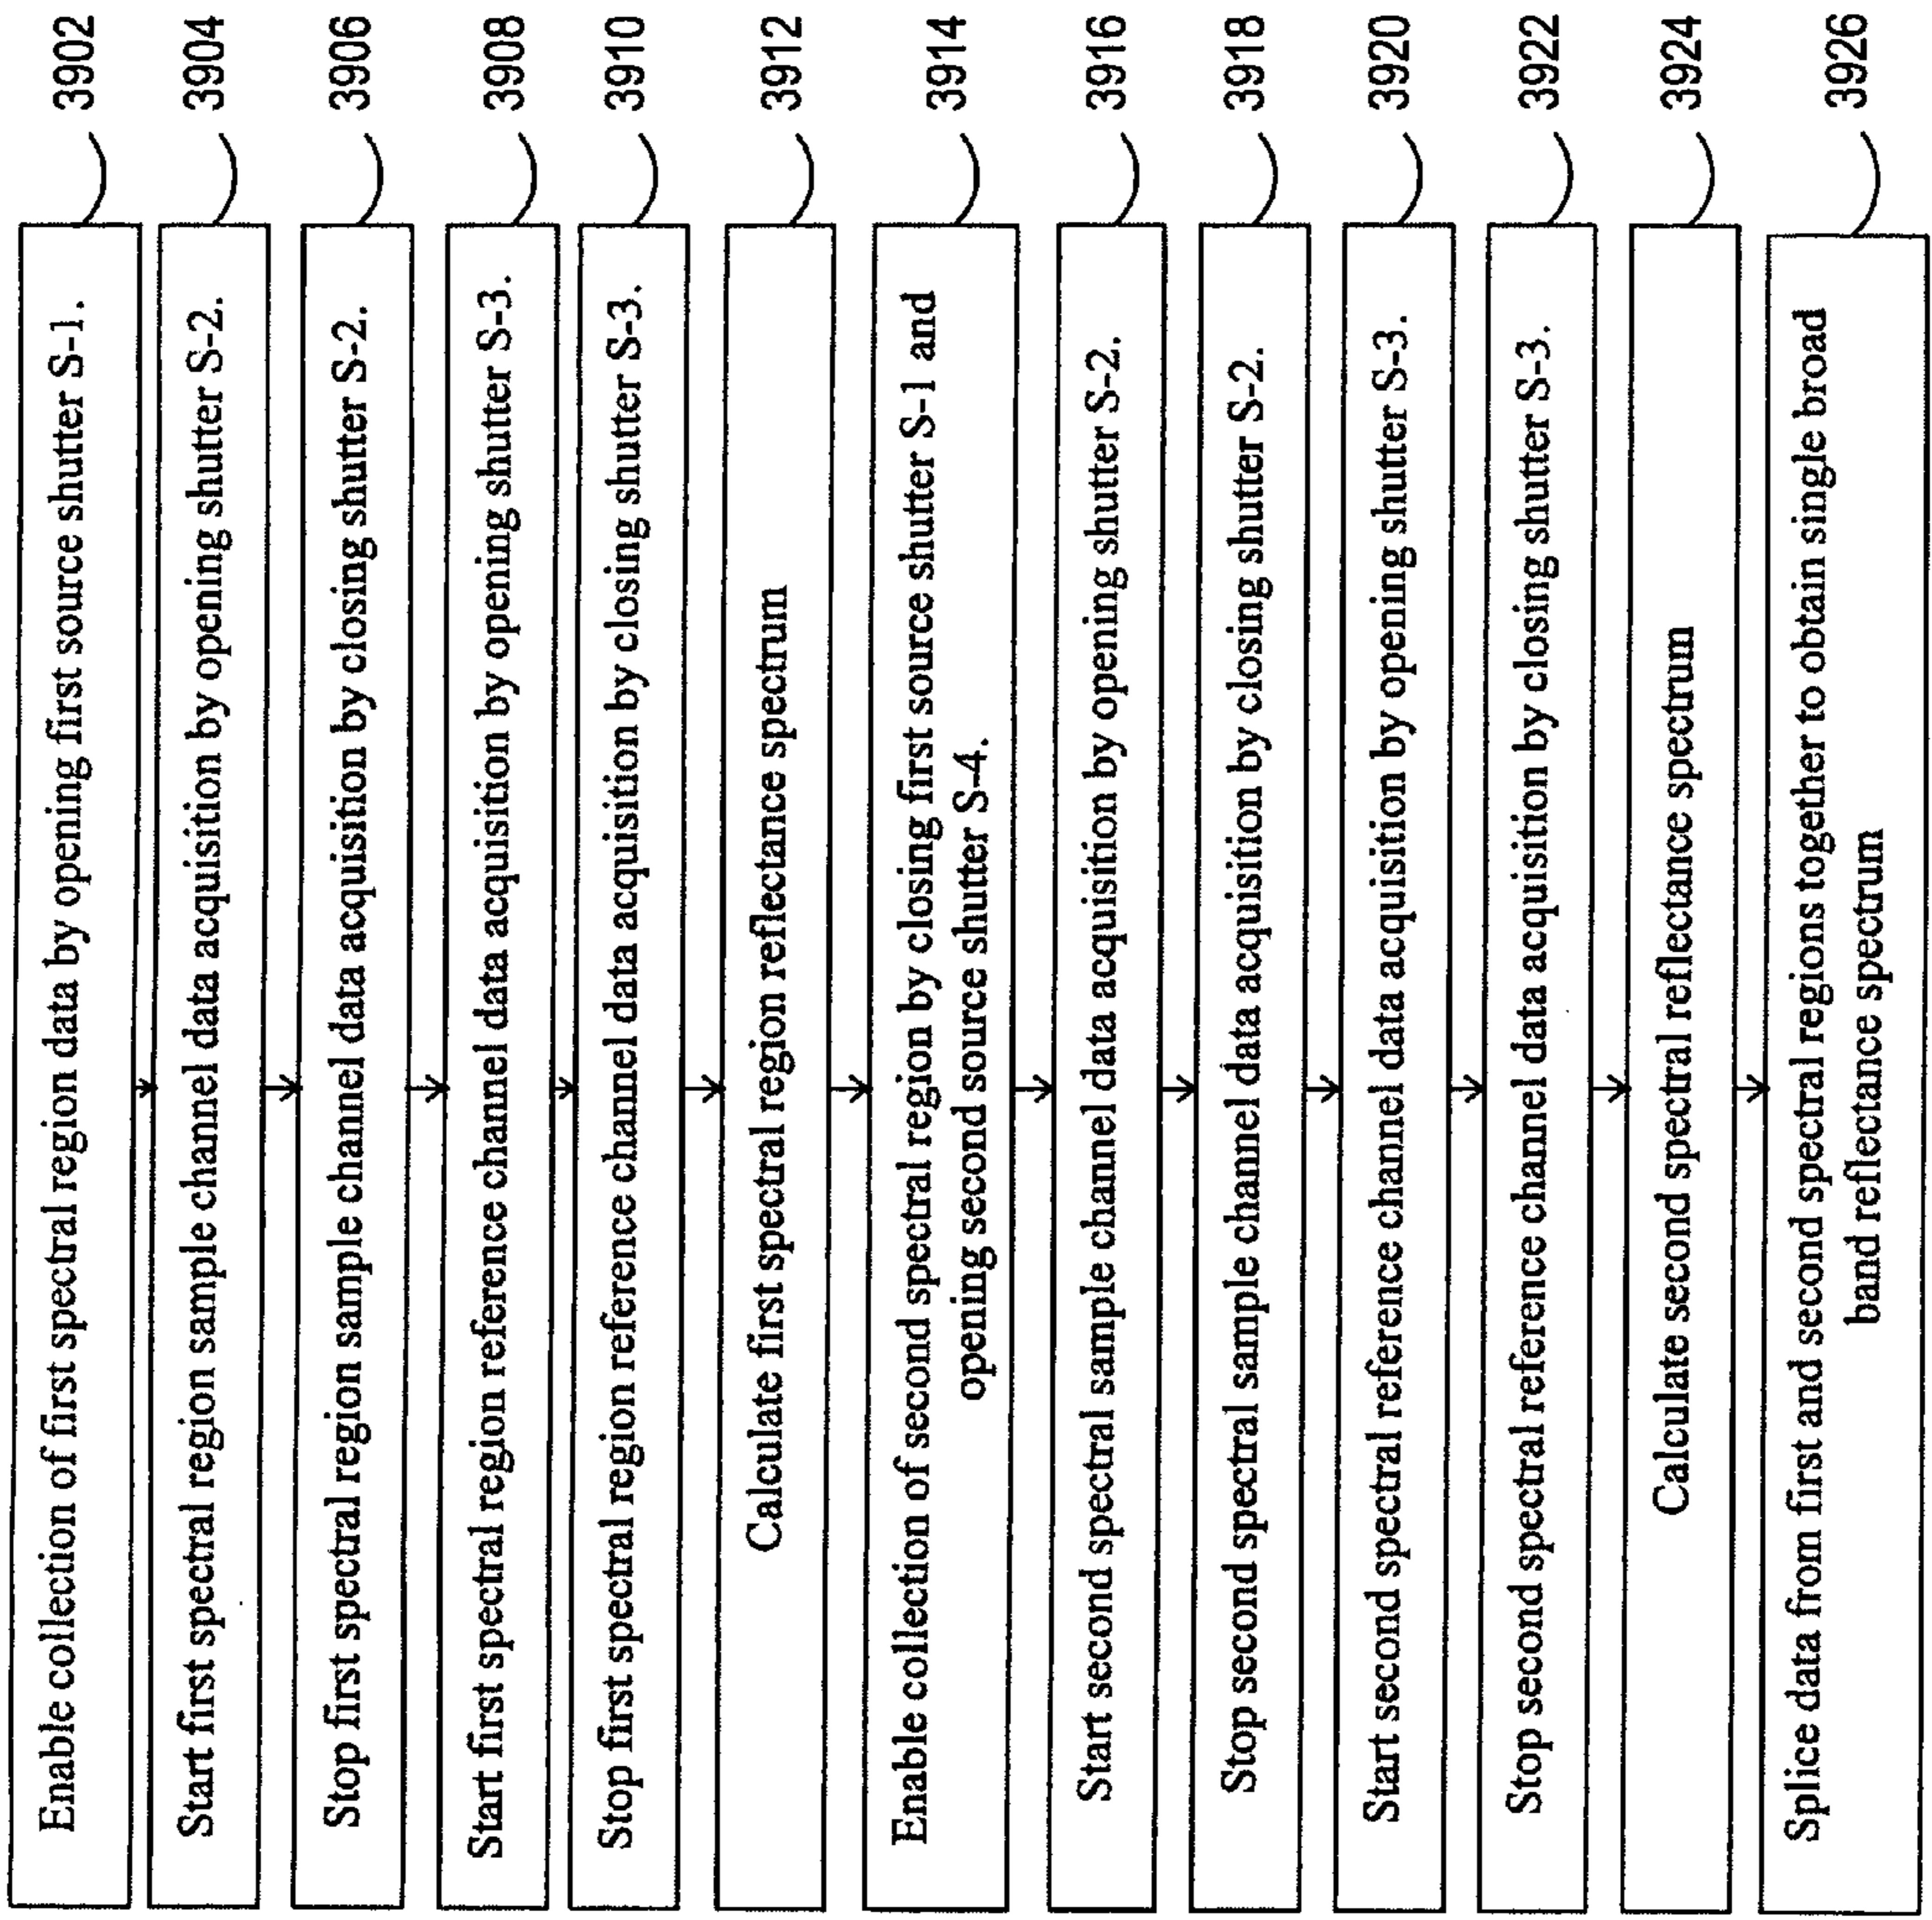 Enable collection of first spectral region data by opening first source shutter S-1.
3902
Start first spectral region sample channel data acquisition by opening shutter S-2.
3904
Stop first spectral region sample channel data acquisition by closing shutter S-2.
3906
Start first spectral region reference channel data acquisition by opening shutter S-3.
3908
Stop first spectral region reference channel data acquisition by closing shutter S-3.
3910
Calculate first spectral region reflectance spectrum
3912
Enable collection of second spectral region by closing first source shutter S-1 and
opening second source shutter S-4.
3914
Start second spectral sample channel data acquisition by opening shutter S-2.
3916
Stop second spectral sample channel data acquisition by closing shutter S-2.
3918
Start second spectral reference channel data acquisition by opening shutter S-3.
3920
Stop second spectral reference channel data acquisition by closing shutter S-3.
3922
Calculate second spectral reflectance spectrum
3924
Splice data from first and second spectral regions together to obtain single broad
band reflectance spectrum
3926